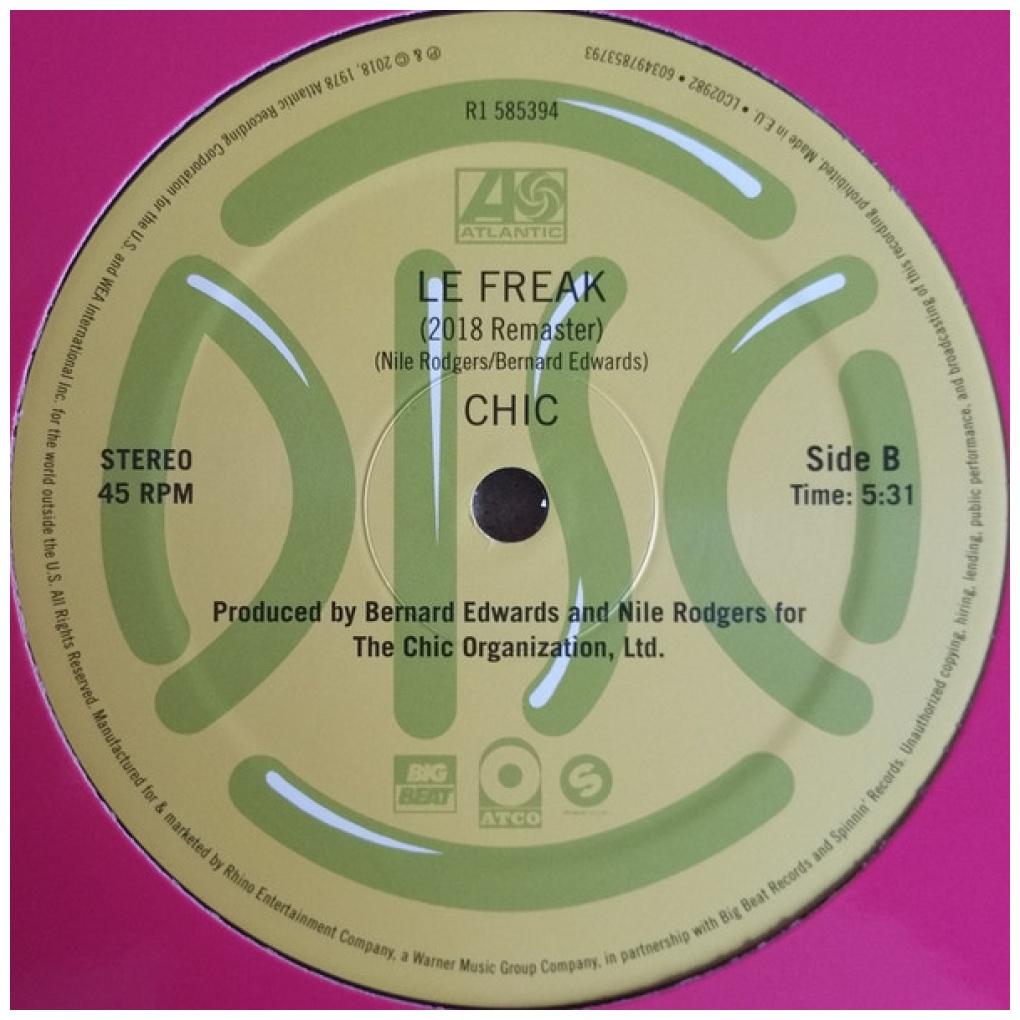 R1 585394
ATLANTIC
LE FREAK
(2018 Remaster)
(Nile Rodgers/Bernard Edwards)
CHIC
STEREO
45 RPM
Side B
Time: 5:31
DISCO
Produced by Bernard Edwards and Nile Rodgers for
The Chic Organization, Ltd.
BIG
BEAT
ATCO
S
℗ & © 2018, 1978 Atlantic Recording Corporation for the U.S. and WEA International Inc. for the world outside the U.S. All Rights Reserved. Manufactured for & marketed by Rhino Entertainment Company, a Warner Music Group Company, in partnership with Big Beat Records and Spinnin' Records. Unauthorized copying, hiring, lending, public performance, and broadcasting of this recording prohibited. Made in E.U. • LC02982 • 603497853793